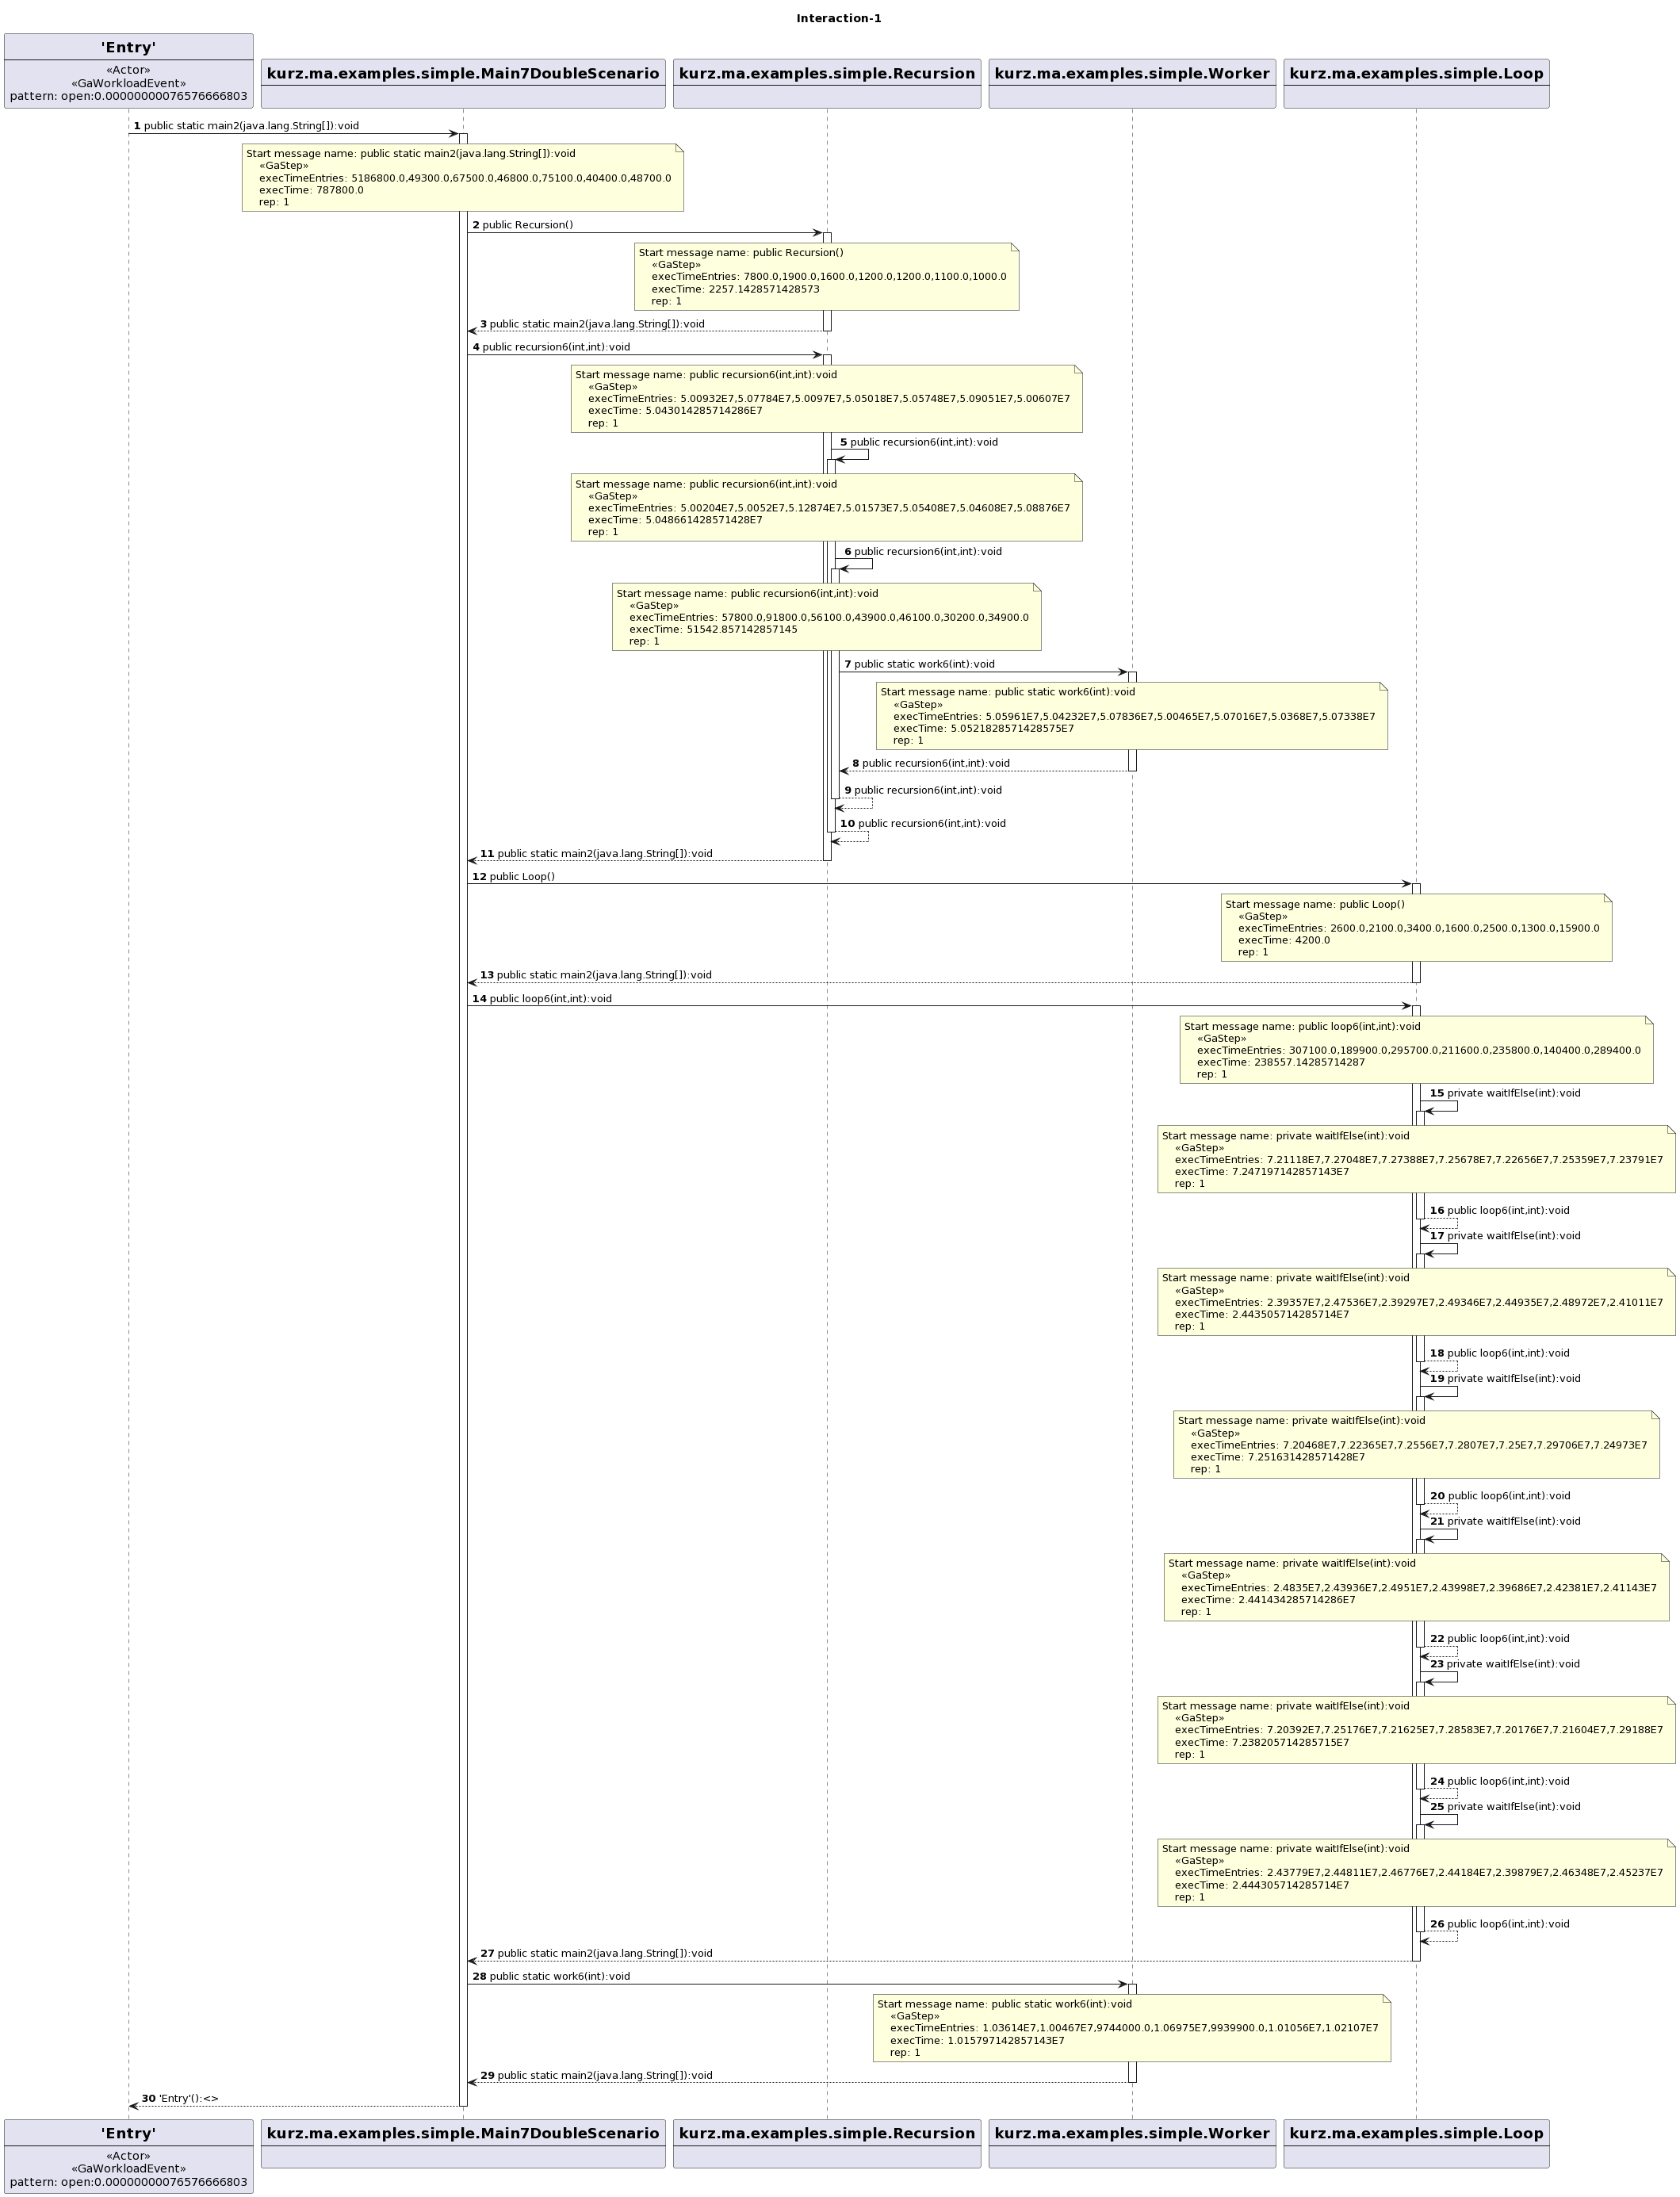 Interaction-1
'Entry'
«Actor»
«GaWorkloadEvent»
pattern: open:0.00000000076576666803
kurz.ma.examples.simple.Main7DoubleScenario
kurz.ma.examples.simple.Recursion
kurz.ma.examples.simple.Worker
kurz.ma.examples.simple.Loop
1 public static main2(java.lang.String[]):void
Start message name: public static main2(java.lang.String[]):void
«GaStep»
execTimeEntries: 5186800.0,49300.0,67500.0,46800.0,75100.0,40400.0,48700.0
execTime: 787800.0
rep: 1
2 public Recursion()
Start message name: public Recursion()
«GaStep»
execTimeEntries: 7800.0,1900.0,1600.0,1200.0,1200.0,1100.0,1000.0
execTime: 2257.1428571428573
rep: 1
3 public static main2(java.lang.String[]):void
4 public recursion6(int,int):void
Start message name: public recursion6(int,int):void
«GaStep»
execTimeEntries: 5.00932E7,5.07784E7,5.0097E7,5.05018E7,5.05748E7,5.09051E7,5.00607E7
execTime: 5.043014285714286E7
rep: 1
5 public recursion6(int,int):void
Start message name: public recursion6(int,int):void
«GaStep»
execTimeEntries: 5.00204E7,5.0052E7,5.12874E7,5.01573E7,5.05408E7,5.04608E7,5.08876E7
execTime: 5.048661428571428E7
rep: 1
6 public recursion6(int,int):void
Start message name: public recursion6(int,int):void
«GaStep»
execTimeEntries: 57800.0,91800.0,56100.0,43900.0,46100.0,30200.0,34900.0
execTime: 51542.857142857145
rep: 1
7 public static work6(int):void
Start message name: public static work6(int):void
«GaStep»
execTimeEntries: 5.05961E7,5.04232E7,5.07836E7,5.00465E7,5.07016E7,5.0368E7,5.07338E7
execTime: 5.0521828571428575E7
rep: 1
8 public recursion6(int,int):void
9 public recursion6(int,int):void
10 public recursion6(int,int):void
11 public static main2(java.lang.String[]):void
12 public Loop()
Start message name: public Loop()
«GaStep»
execTimeEntries: 2600.0,2100.0,3400.0,1600.0,2500.0,1300.0,15900.0
execTime: 4200.0
rep: 1
13 public static main2(java.lang.String[]):void
14 public loop6(int,int):void
Start message name: public loop6(int,int):void
«GaStep»
execTimeEntries: 307100.0,189900.0,295700.0,211600.0,235800.0,140400.0,289400.0
execTime: 238557.14285714287
rep: 1
15 private waitIfElse(int):void
Start message name: private waitIfElse(int):void
«GaStep»
execTimeEntries: 7.21118E7,7.27048E7,7.27388E7,7.25678E7,7.22656E7,7.25359E7,7.23791E7
execTime: 7.247197142857143E7
rep: 1
16 public loop6(int,int):void
17 private waitIfElse(int):void
Start message name: private waitIfElse(int):void
«GaStep»
execTimeEntries: 2.39357E7,2.47536E7,2.39297E7,2.49346E7,2.44935E7,2.48972E7,2.41011E7
execTime: 2.443505714285714E7
rep: 1
18 public loop6(int,int):void
19 private waitIfElse(int):void
Start message name: private waitIfElse(int):void
«GaStep»
execTimeEntries: 7.20468E7,7.22365E7,7.2556E7,7.2807E7,7.25E7,7.29706E7,7.24973E7
execTime: 7.251631428571428E7
rep: 1
20 public loop6(int,int):void
21 private waitIfElse(int):void
Start message name: private waitIfElse(int):void
«GaStep»
execTimeEntries: 2.4835E7,2.43936E7,2.4951E7,2.43998E7,2.39686E7,2.42381E7,2.41143E7
execTime: 2.441434285714286E7
rep: 1
22 public loop6(int,int):void
23 private waitIfElse(int):void
Start message name: private waitIfElse(int):void
«GaStep»
execTimeEntries: 7.20392E7,7.25176E7,7.21625E7,7.28583E7,7.20176E7,7.21604E7,7.29188E7
execTime: 7.238205714285715E7
rep: 1
24 public loop6(int,int):void
25 private waitIfElse(int):void
Start message name: private waitIfElse(int):void
«GaStep»
execTimeEntries: 2.43779E7,2.44811E7,2.46776E7,2.44184E7,2.39879E7,2.46348E7,2.45237E7
execTime: 2.444305714285714E7
rep: 1
26 public loop6(int,int):void
27 public static main2(java.lang.String[]):void
28 public static work6(int):void
Start message name: public static work6(int):void
«GaStep»
execTimeEntries: 1.03614E7,1.00467E7,9744000.0,1.06975E7,9939900.0,1.01056E7,1.02107E7
execTime: 1.015797142857143E7
rep: 1
29 public static main2(java.lang.String[]):void
30 'Entry'():<>
'Entry'
«Actor»
«GaWorkloadEvent»
pattern: open:0.00000000076576666803
kurz.ma.examples.simple.Main7DoubleScenario
kurz.ma.examples.simple.Recursion
kurz.ma.examples.simple.Worker
kurz.ma.examples.simple.Loop